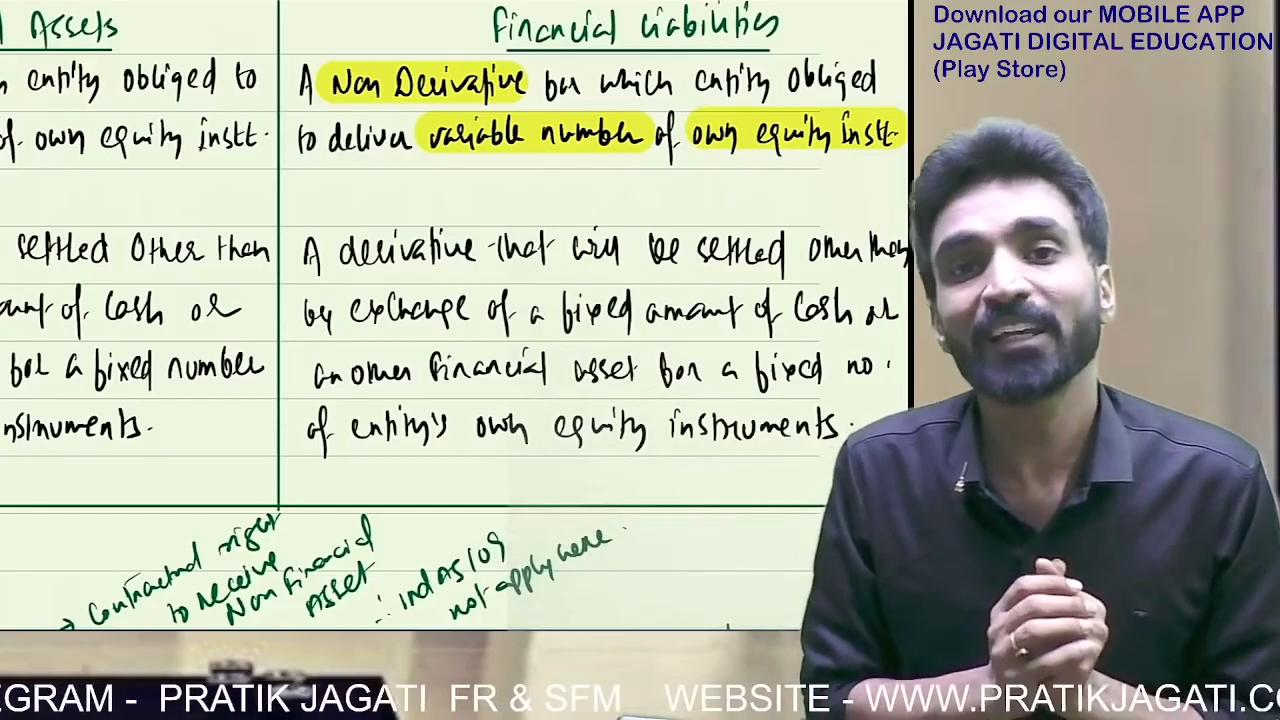 Assets
Financial Liabilities
entity obliged to
of own equity instt.
A Non Derivative for which entity obliged
to deliver variable number of own equity instt.
settled other than
of cash or
for a fixed number
A derivative that will be settled other than
by exchange of a fixed amount of cash or
another financial asset for a fixed no.
of entity's own equity instruments.
→ Contractual right
to receive
Non Financial
Asset
∴ Ind AS 109
not apply here.
Download our MOBILE APP
JAGATI DIGITAL EDUCATION
(Play Store)
EGRAM - PRATIK JAGATI FR & SFM WEBSITE - WWW.PRATIKJAGATI.C